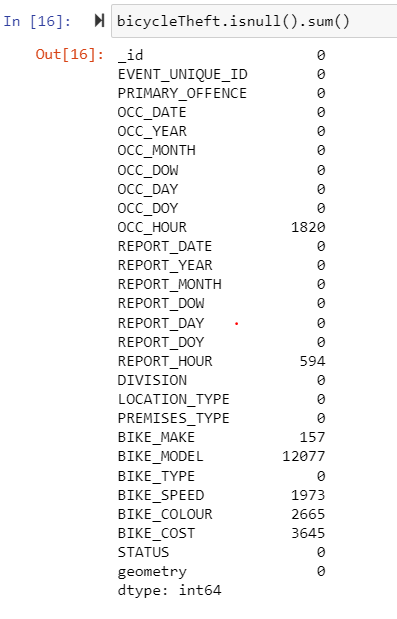 In [16]: bicycleTheft.isnull().sum()
Out[16]: _id 0
EVENT_UNIQUE_ID 0
PRIMARY_OFFENCE 0
OCC_DATE 0
OCC_YEAR 0
OCC_MONTH 0
OCC_DOW 0
OCC_DAY 0
OCC_DOY 0
OCC_HOUR 1820
REPORT_DATE 0
REPORT_YEAR 0
REPORT_MONTH 0
REPORT_DOW 0
REPORT_DAY 0
REPORT_DOY 0
REPORT_HOUR 594
DIVISION 0
LOCATION_TYPE 0
PREMISES_TYPE 0
BIKE_MAKE 157
BIKE_MODEL 12077
BIKE_TYPE 0
BIKE_SPEED 1973
BIKE_COLOUR 2665
BIKE_COST 3645
STATUS 0
geometry 0
dtype: int64